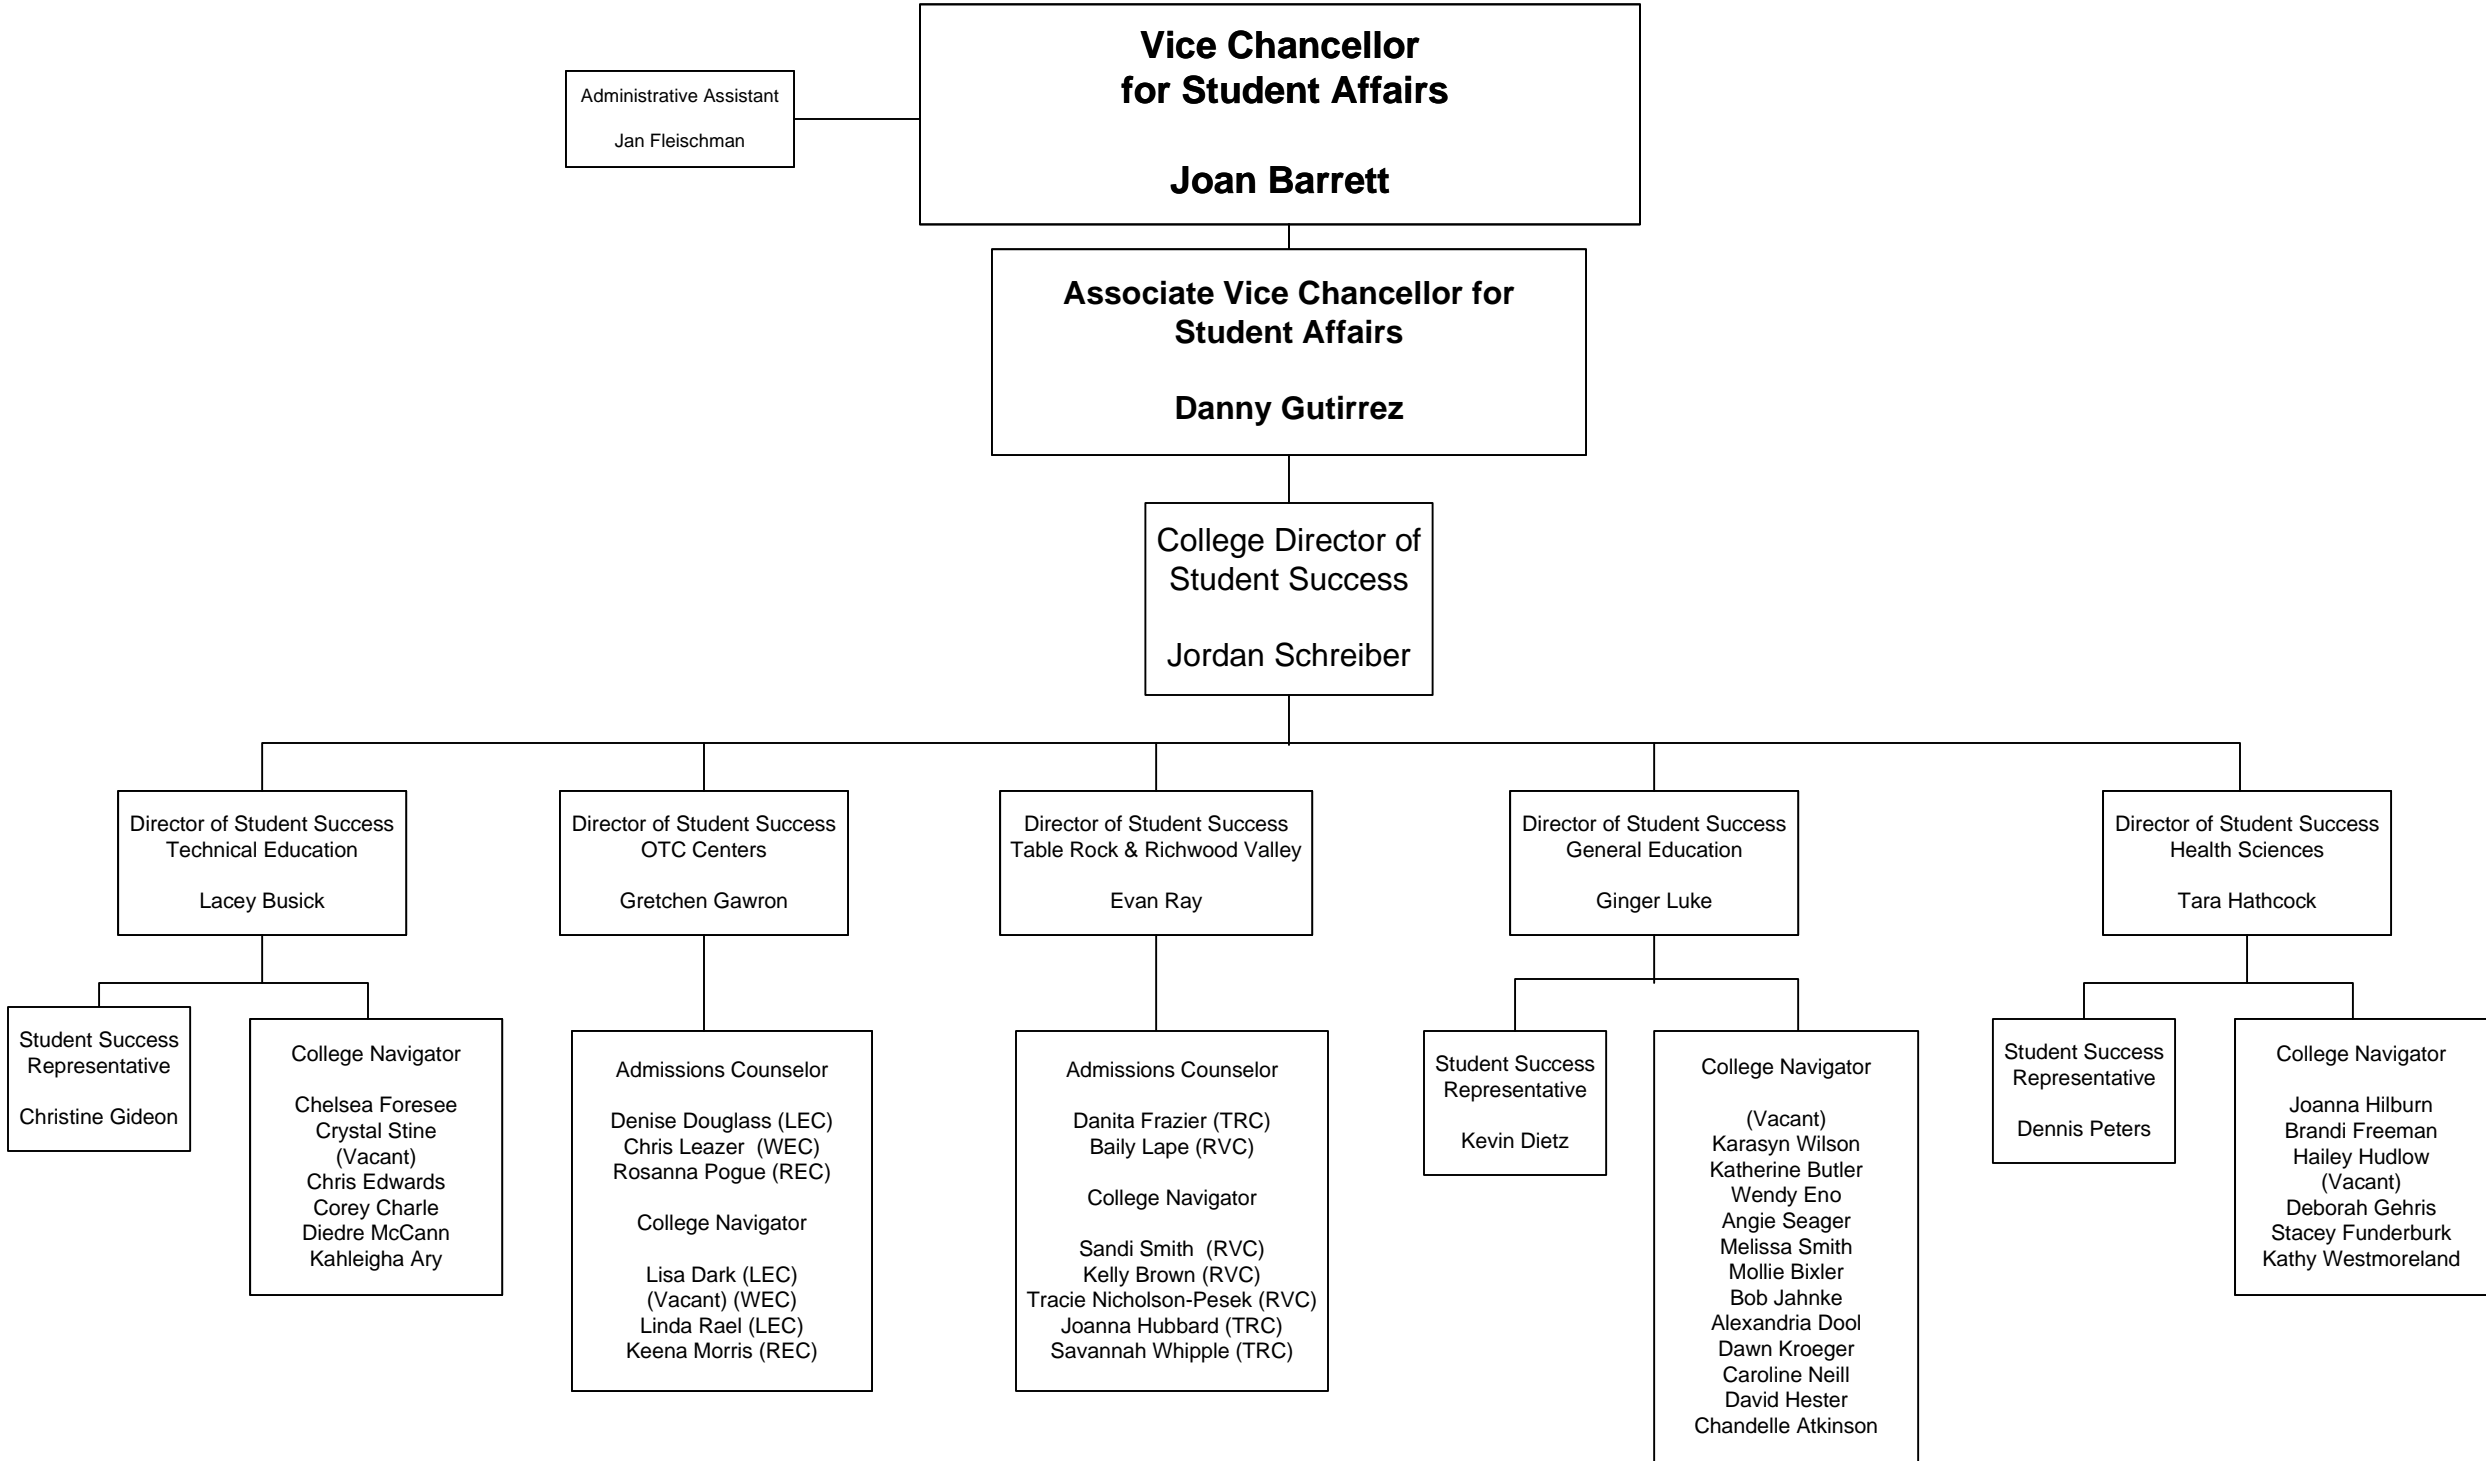 Vice Chancellor
for Student Affairs
Joan Barrett
Administrative Assistant
Jan Fleischman
Associate Vice Chancellor for
Student Affairs
Danny Gutirrez
College Director of
Student Success
Jordan Schreiber
Director of Student Success
Technical Education
Lacey Busick
Director of Student Success
OTC Centers
Gretchen Gawron
Director of Student Success
Table Rock & Richwood Valley
Evan Ray
Director of Student Success
General Education
Ginger Luke
Director of Student Success
Health Sciences
Tara Hathcock
Student Success
Representative
Christine Gideon
College Navigator
Chelsea Foresee
Crystal Stine
(Vacant)
Chris Edwards
Corey Charle
Diedre McCann
Kahleigha Ary
Admissions Counselor
Denise Douglass (LEC)
Chris Leazer  (WEC)
Rosanna Pogue (REC)
College Navigator
Lisa Dark (LEC)
(Vacant) (WEC)
Linda Rael (LEC)
Keena Morris (REC)
Admissions Counselor
Danita Frazier (TRC)
Baily Lape (RVC)
College Navigator
Sandi Smith  (RVC)
Kelly Brown (RVC)
Tracie Nicholson-Pesek (RVC)
Joanna Hubbard (TRC)
Savannah Whipple (TRC)
Student Success
Representative
Kevin Dietz
College Navigator
(Vacant)
Karasyn Wilson
Katherine Butler
Wendy Eno
Angie Seager
Melissa Smith
Mollie Bixler
Bob Jahnke
Alexandria Dool
Dawn Kroeger
Caroline Neill
David Hester
Chandelle Atkinson
Student Success
Representative
Dennis Peters
College Navigator
Joanna Hilburn
Brandi Freeman
Hailey Hudlow
(Vacant)
Deborah Gehris
Stacey Funderburk
Kathy Westmoreland